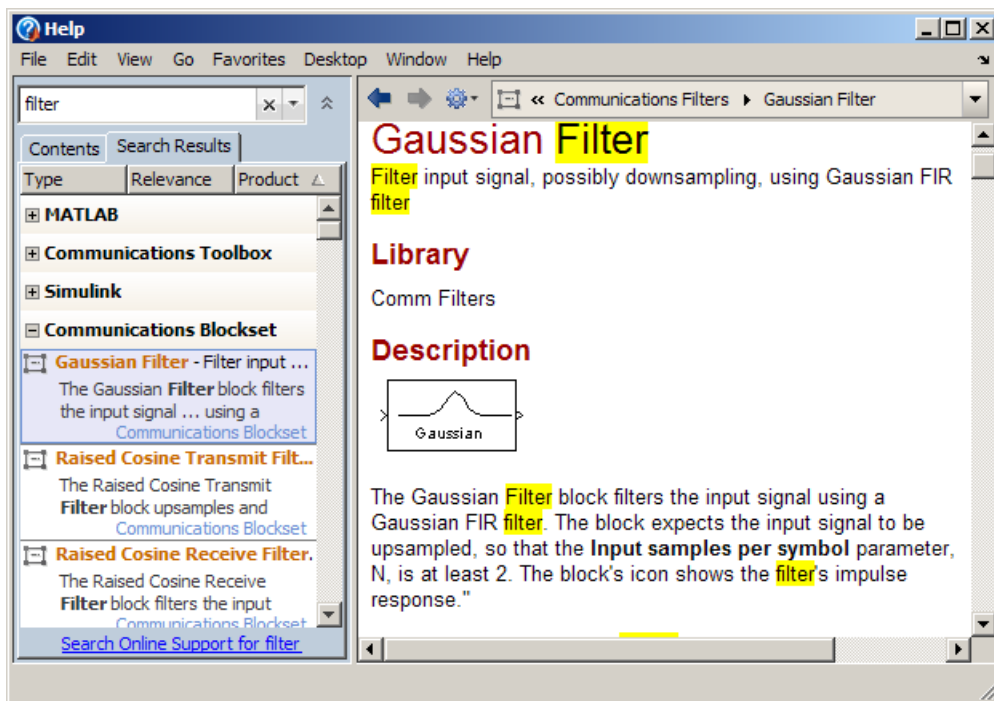 Help
File Edit View Go Favorites Desktop Window Help
filter
Contents Search Results
Type Relevance Product
MATLAB
Communications Toolbox
Simulink
Communications Blockset
Gaussian Filter - Filter input ...
The Gaussian Filter block filters
the input signal ... using a
Communications Blockset
Raised Cosine Transmit Filt...
The Raised Cosine Transmit
Filter block upsamples and
Communications Blockset
Raised Cosine Receive Filter.
The Raised Cosine Receive
Filter block filters the input
Communications Blockset
Search Online Support for filter
« Communications Filters ▶ Gaussian Filter
Gaussian Filter
Filter input signal, possibly downsampling, using Gaussian FIR
filter
Library
Comm Filters
Description
Gaussian
The Gaussian Filter block filters the input signal using a
Gaussian FIR filter. The block expects the input signal to be
upsampled, so that the Input samples per symbol parameter,
N, is at least 2. The block's icon shows the filter's impulse
response."